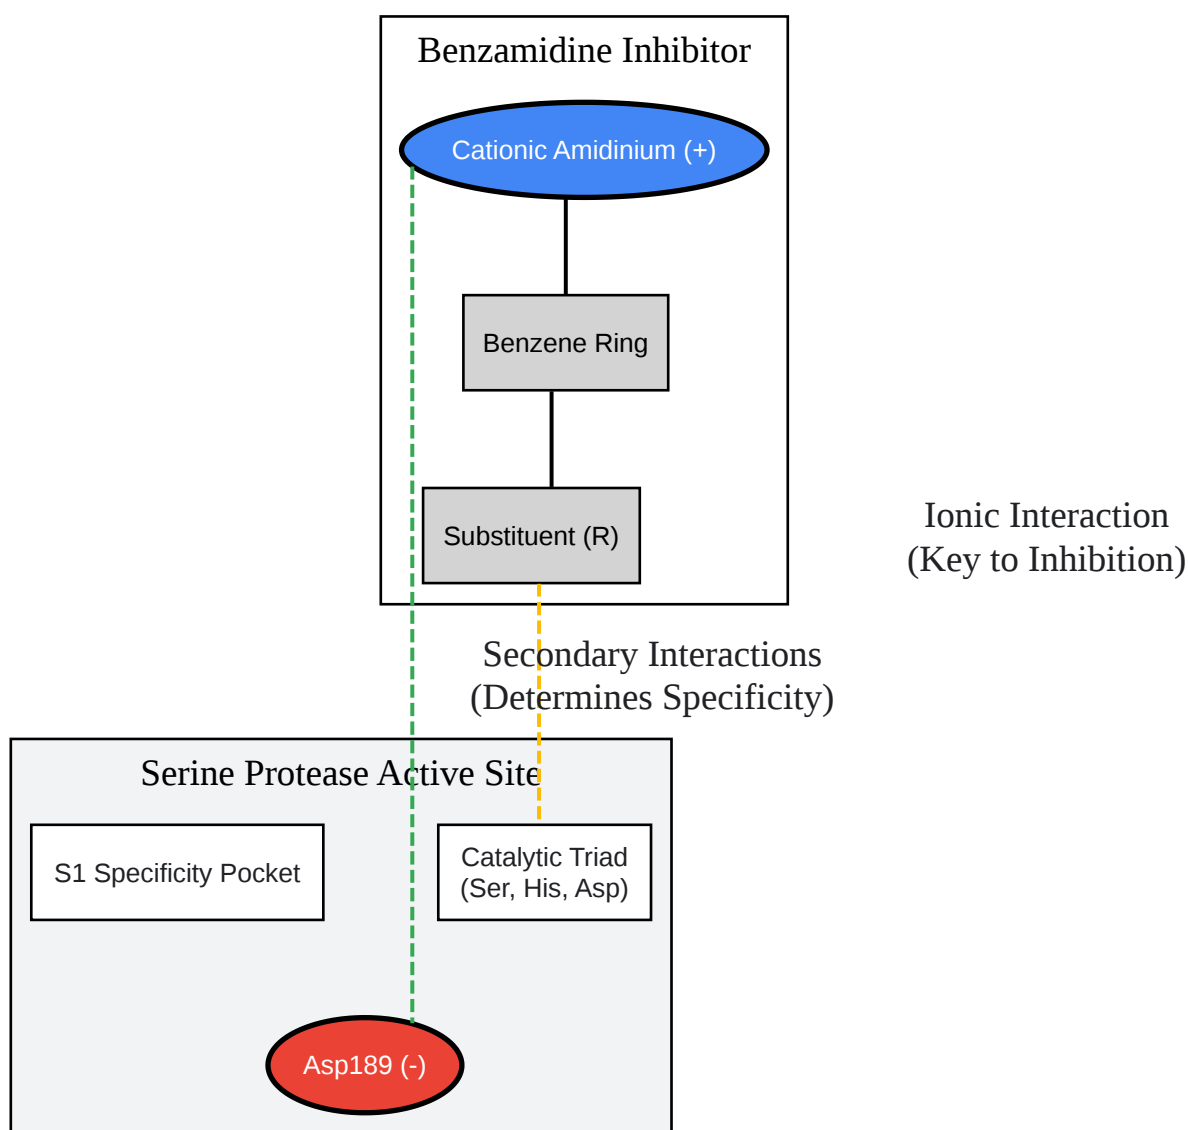 Benzamidine Inhibitor
Cationic Amidinium (+)
Benzene Ring
Substituent (R)
Ionic Interaction
(Key to Inhibition)
Secondary Interactions
(Determines Specificity)
Serine Protease Active Site
S1 Specificity Pocket
Catalytic Triad
(Ser, His, Asp)
Asp189 (-)